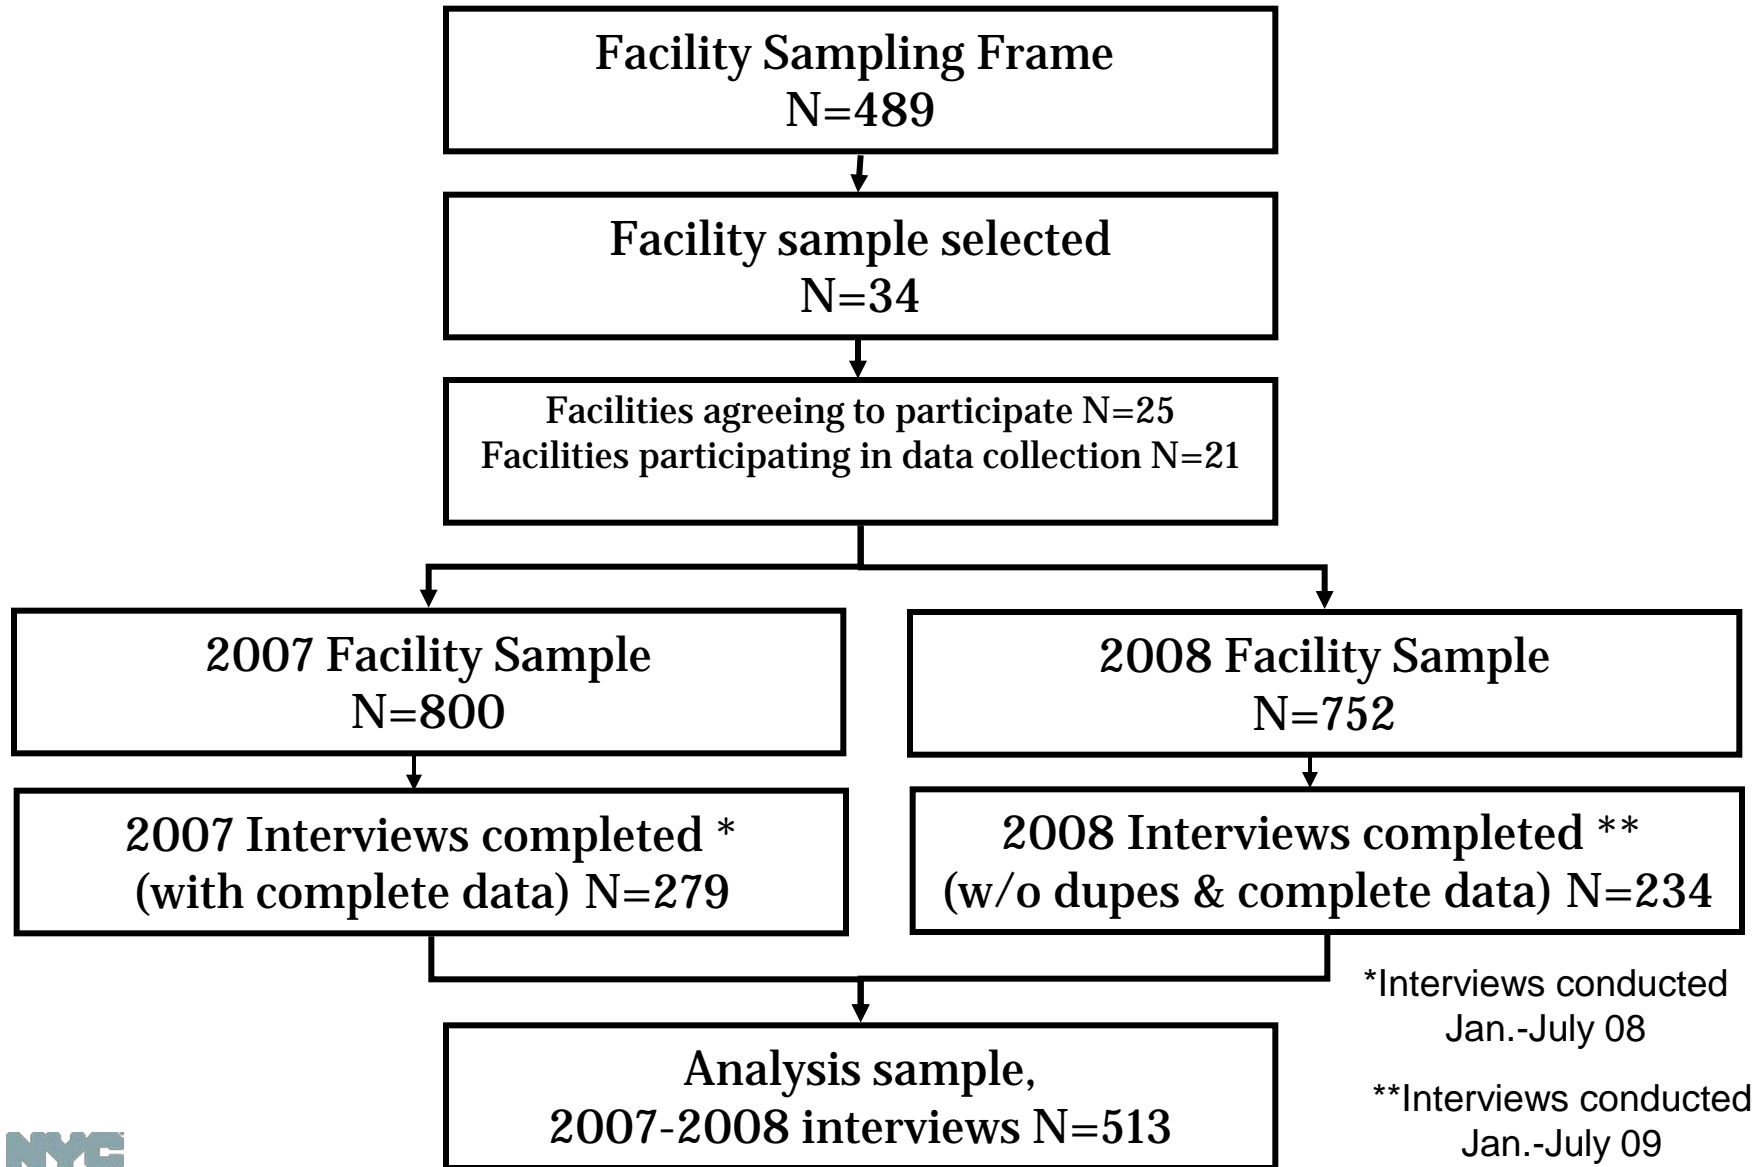 Facility Sampling Frame
N=489
Facility sample selected
N=34
Facilities agreeing to participate N=25
Facilities participating in data collection N=21
2007 Facility Sample
N=800
2008 Facility Sample
N=752
2007 Interviews completed *
(with complete data) N=279
2008 Interviews completed **
(w/o dupes & complete data) N=234
*Interviews conducted
Jan.-July 08
Analysis sample,
2007-2008 interviews N=513
**Interviews conducted
Jan.-July 09
NYC